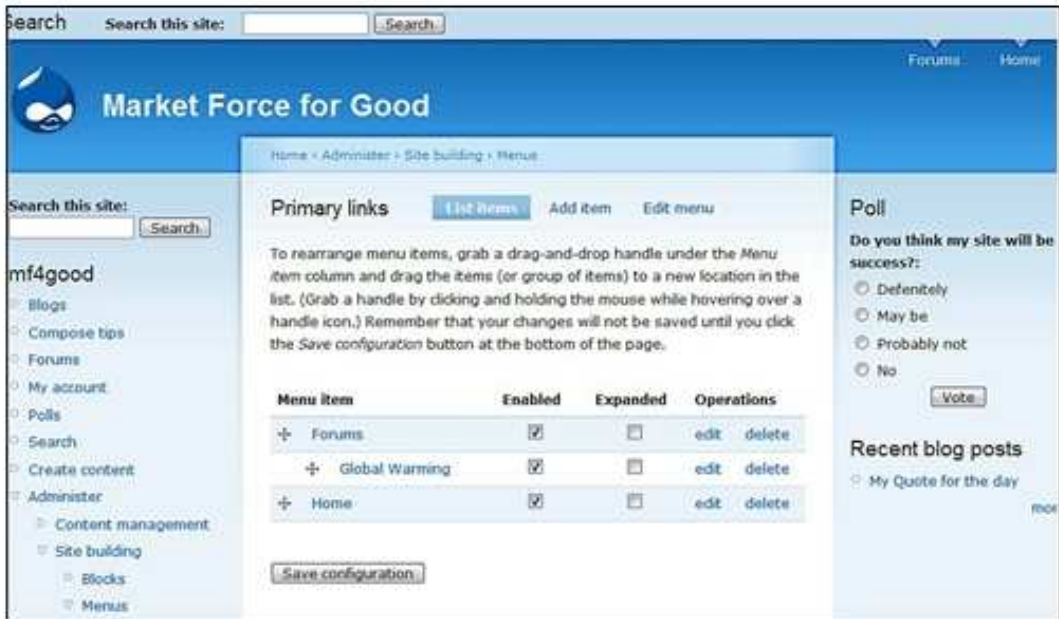 Search Search this site: Search
Forums Home
Market Force for Good
Home › Administer › Site building › Menus
Search this site:
Search
mf4good
Blogs
Compose tips
Forums
My account
Polls
Search
Create content
Administer
Content management
Site building
Blocks
Menus
Primary links List items Add item Edit menu
To rearrange menu items, grab a drag-and-drop handle under the Menu
item column and drag the items (or group of items) to a new location in the
list. (Grab a handle by clicking and holding the mouse while hovering over a
handle icon.) Remember that your changes will not be saved until you click
the Save configuration button at the bottom of the page.
Menu item Enabled Expanded Operations
Forums edit delete
Global Warming edit delete
Home edit delete
Save configuration
Poll
Do you think my site will be
success?:
Defenitely
May be
Probably not
No
Vote
Recent blog posts
My Quote for the day